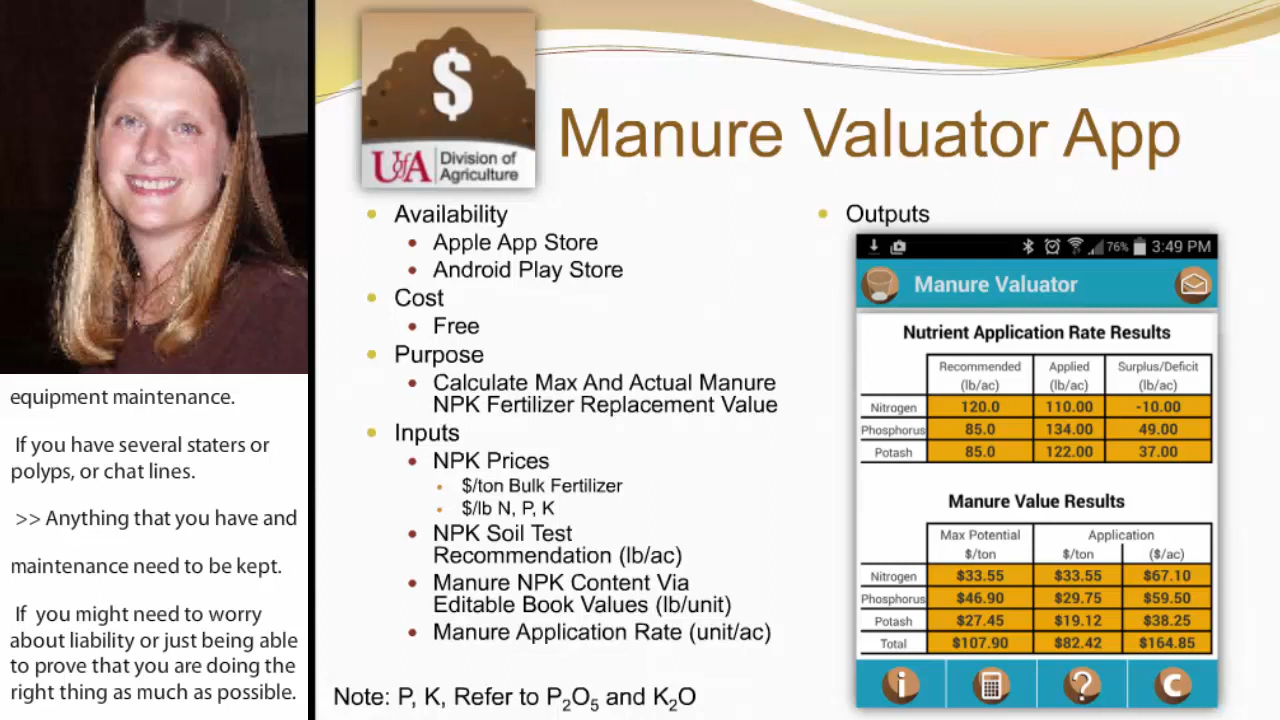 equipment maintenance.
If you have several staters or
polyps, or chat lines.
>> Anything that you have and
maintenance need to be kept.
If you might need to worry
about liability or just being able
to prove that you are doing the
right thing as much as possible.
$
UofA Division of
Agriculture
Manure Valuator App
• Availability
• Apple App Store
• Android Play Store
• Cost
• Free
• Purpose
• Calculate Max And Actual Manure
NPK Fertilizer Replacement Value
• Inputs
• NPK Prices
• $/ton Bulk Fertilizer
• $/lb N, P, K
• NPK Soil Test
Recommendation (lb/ac)
• Manure NPK Content Via
Editable Book Values (lb/unit)
• Manure Application Rate (unit/ac)
Note: P, K, Refer to P₂O₅ and K₂O
• Outputs
76% 3:49 PM
Manure Valuator
Nutrient Application Rate Results
Recommended Applied Surplus/Deficit
(lb/ac) (lb/ac) (lb/ac)
Nitrogen 120.0 110.00 -10.00
Phosphorus 85.0 134.00 49.00
Potash 85.0 122.00 37.00
Manure Value Results
Max Potential Application
$/ton $/ton ($/ac)
Nitrogen $33.55 $33.55 $67.10
Phosphorus $46.90 $29.75 $59.50
Potash $27.45 $19.12 $38.25
Total $107.90 $82.42 $164.85
i ? C